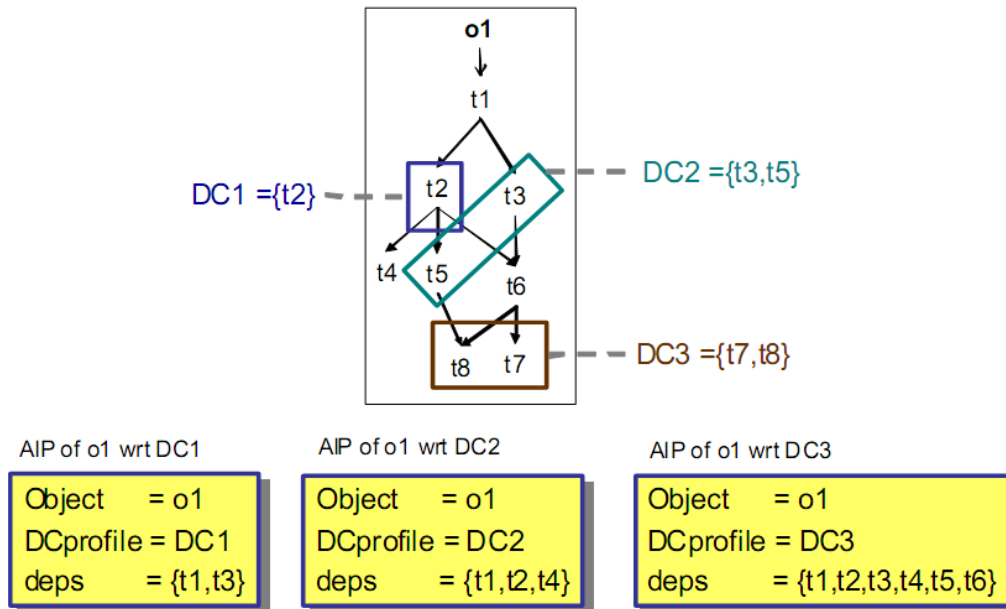 o1
t1
DC1 ={t2}
t2
t3
DC2 ={t3,t5}
t4
t5
t6
t8
t7
DC3 ={t7,t8}
AIP of o1 wrt DC1
Object = o1
DCprofile = DC1
deps = {t1,t3}
AIP of o1 wrt DC2
Object = o1
DCprofile = DC2
deps = {t1,t2,t4}
AIP of o1 wrt DC3
Object = o1
DCprofile = DC3
deps = {t1,t2,t3,t4,t5,t6}